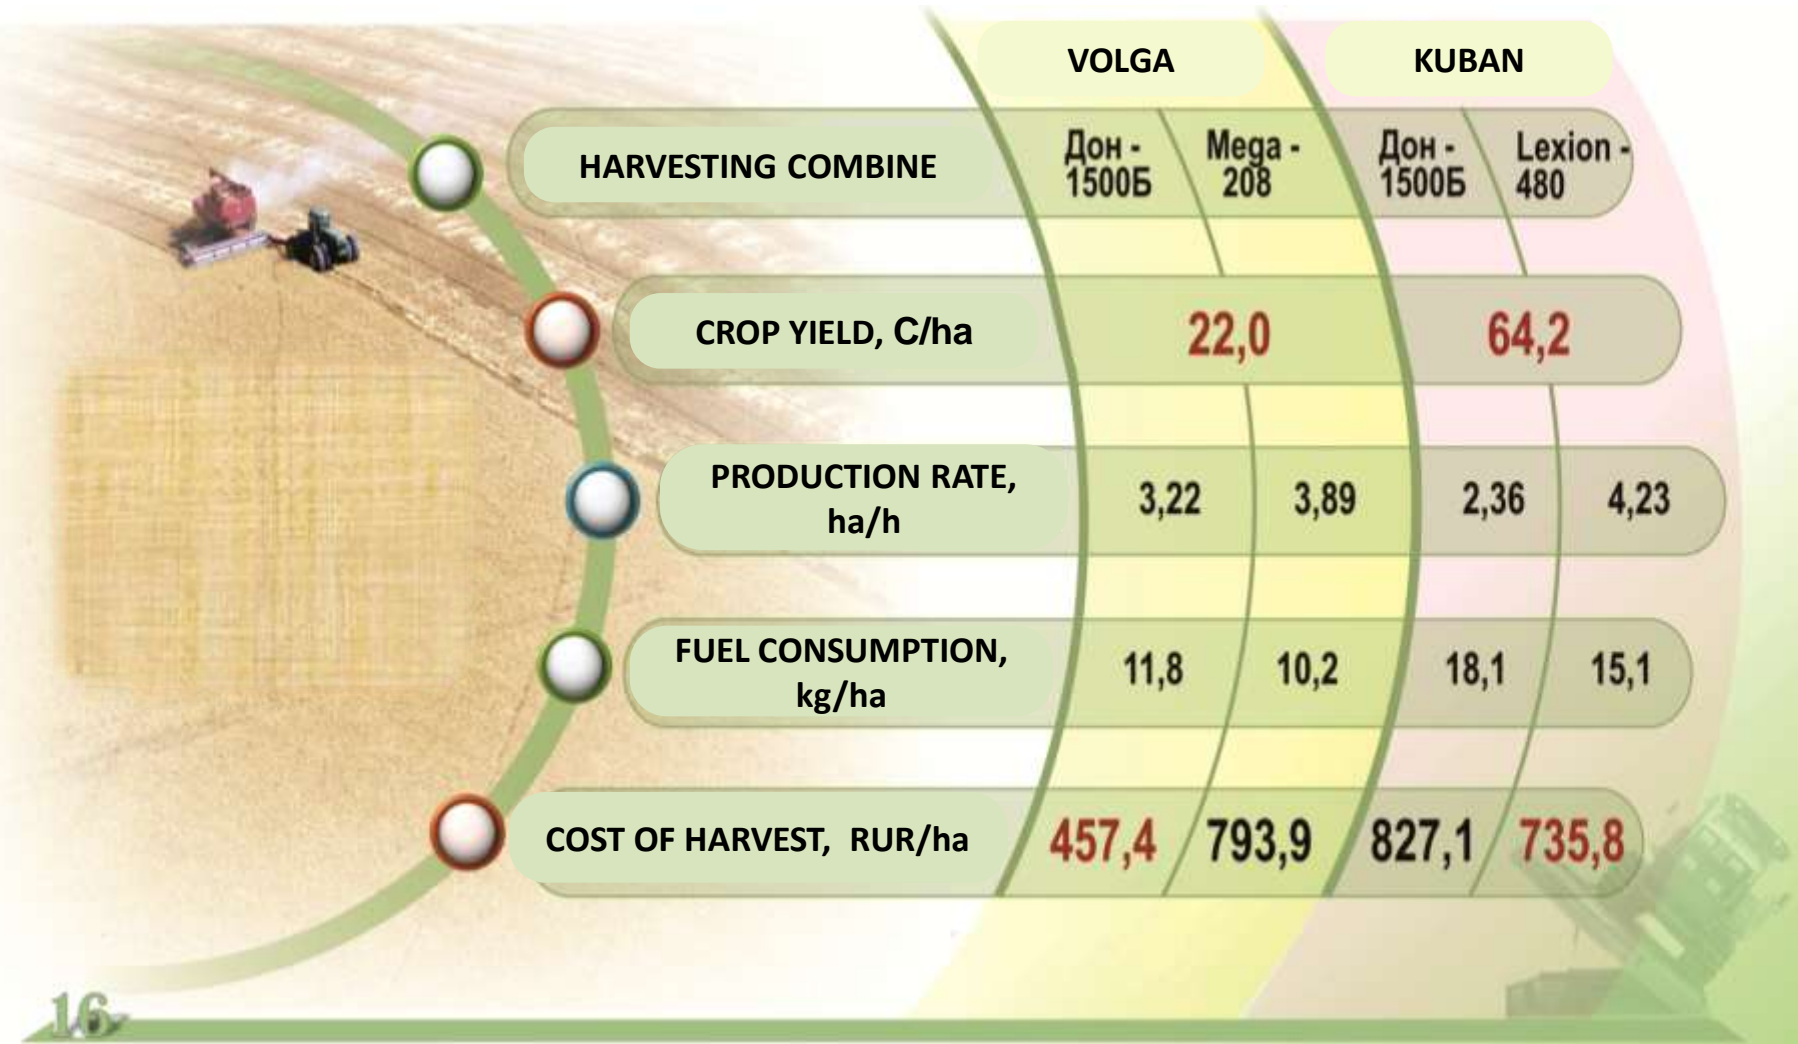 VOLGA
KUBAN
HARVESTING COMBINE
Дон -
1500Б
Mega -
208
Дон -
1500Б
Lexion -
480
CROP YIELD, C/ha
22,0
64,2
PRODUCTION RATE,
ha/h
3,22
3,89
2,36
4,23
FUEL CONSUMPTION,
kg/ha
11,8
10,2
18,1
15,1
COST OF HARVEST, RUR/ha
457,4
793,9
827,1
735,8
16